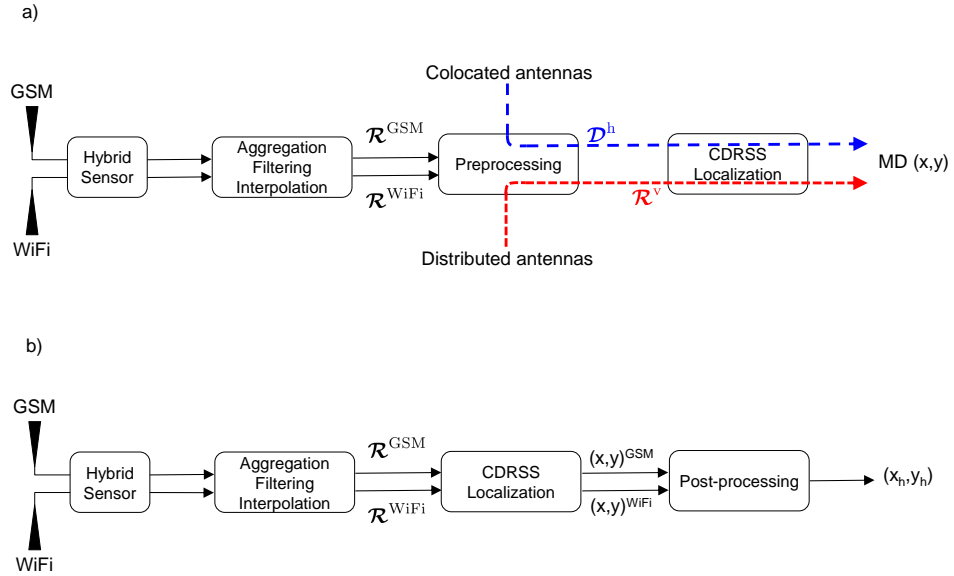 a)
Colocated antennas
GSM
Hybrid
Sensor
Aggregation
Filtering
Interpolation
𝓡^GSM
𝓡^WiFi
Preprocessing
𝓓^h
𝓡^v
CDRSS
Localization
MD (x,y)
WiFi
Distributed antennas
b)
GSM
Hybrid
Sensor
Aggregation
Filtering
Interpolation
𝓡^GSM
𝓡^WiFi
CDRSS
Localization
(x,y)^GSM
(x,y)^WiFi
Post-processing
(x_h,y_h)
WiFi